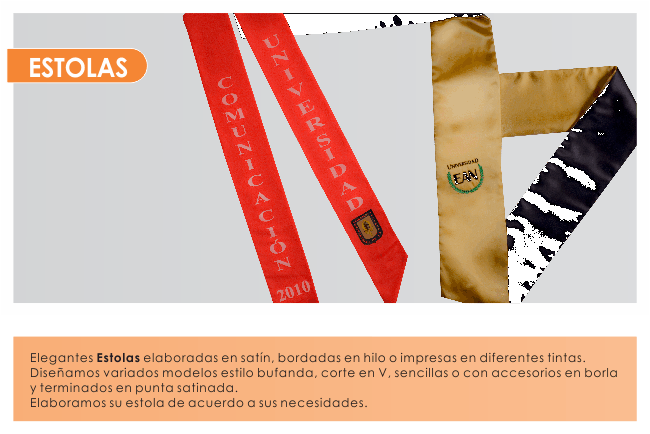 ESTOLAS
COMUNICACIÓN
2010
UNIVERSIDAD
UNIVERSIDAD
EAN
Elegantes Estolas elaboradas en satín, bordadas en hilo o impresas en diferentes tintas.
Diseñamos variados modelos estilo bufanda, corte en V, sencillas o con accesorios en borla
y terminados en punta satinada.
Elaboramos su estola de acuerdo a sus necesidades.